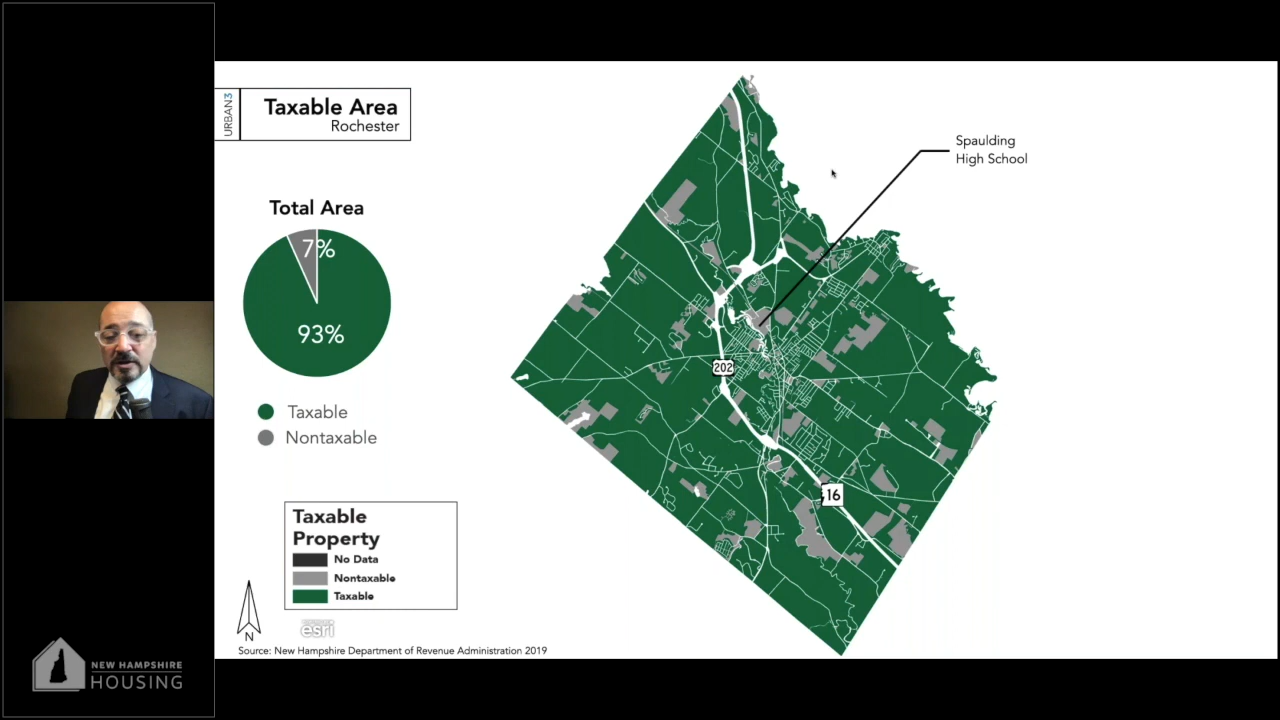 URBAN3
Taxable Area
Rochester
Total Area
7%
93%
Taxable
Nontaxable
Taxable
Property
No Data
Nontaxable
Taxable
N
esri
Source: New Hampshire Department of Revenue Administration 2019
Spaulding
High School
202
16
NEW HAMPSHIRE
HOUSING